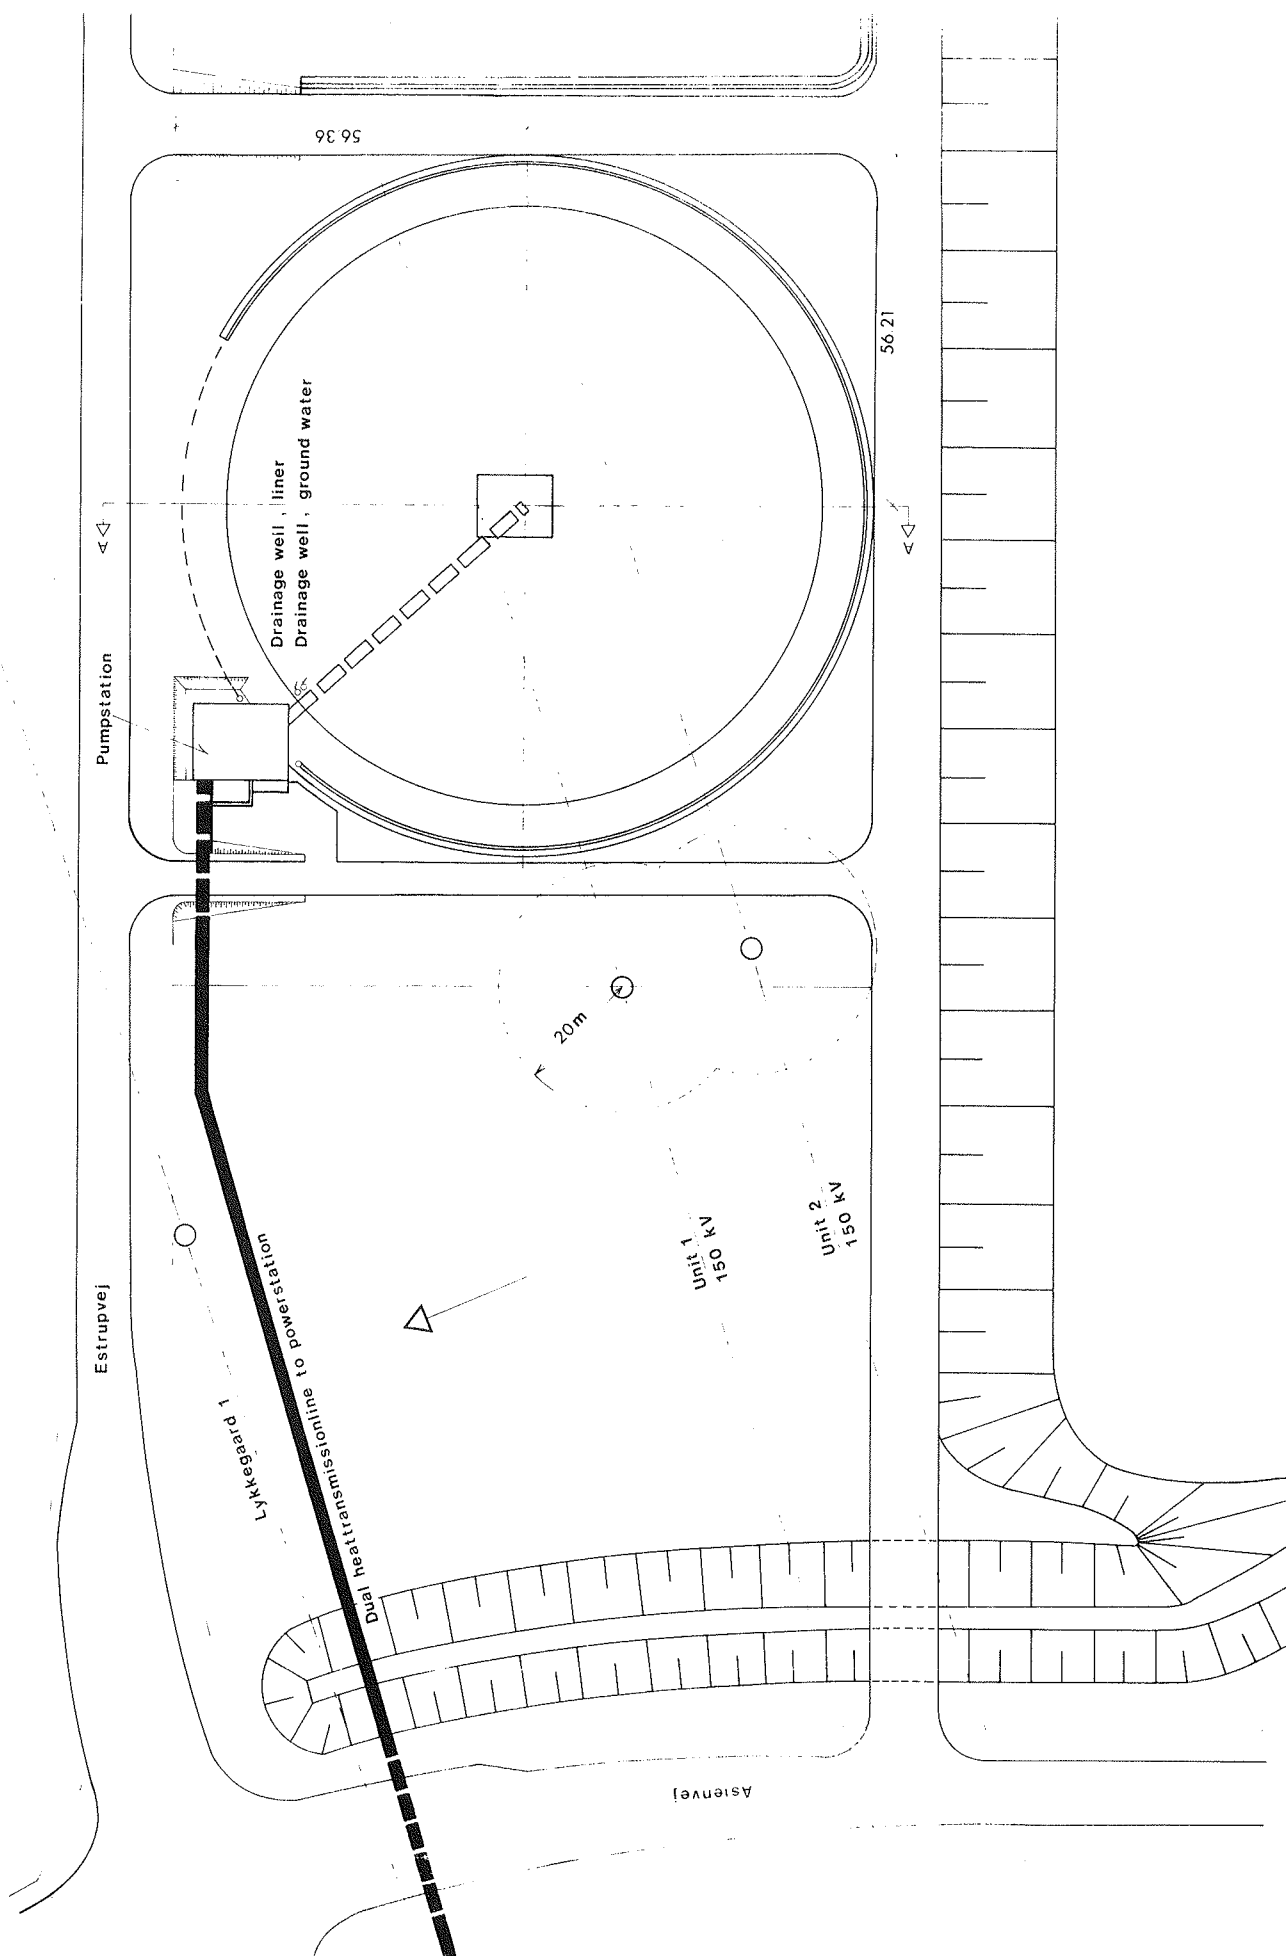 56.36
56.21
Drainage weil, liner
Drainage well, ground water
A
A
Pumpstation
20m
Unit 1
150 kV
Unit 2
150 kV
Estrupvej
Lykkegaard 1
Dual heattransmissionline to powerstation
Asienvej